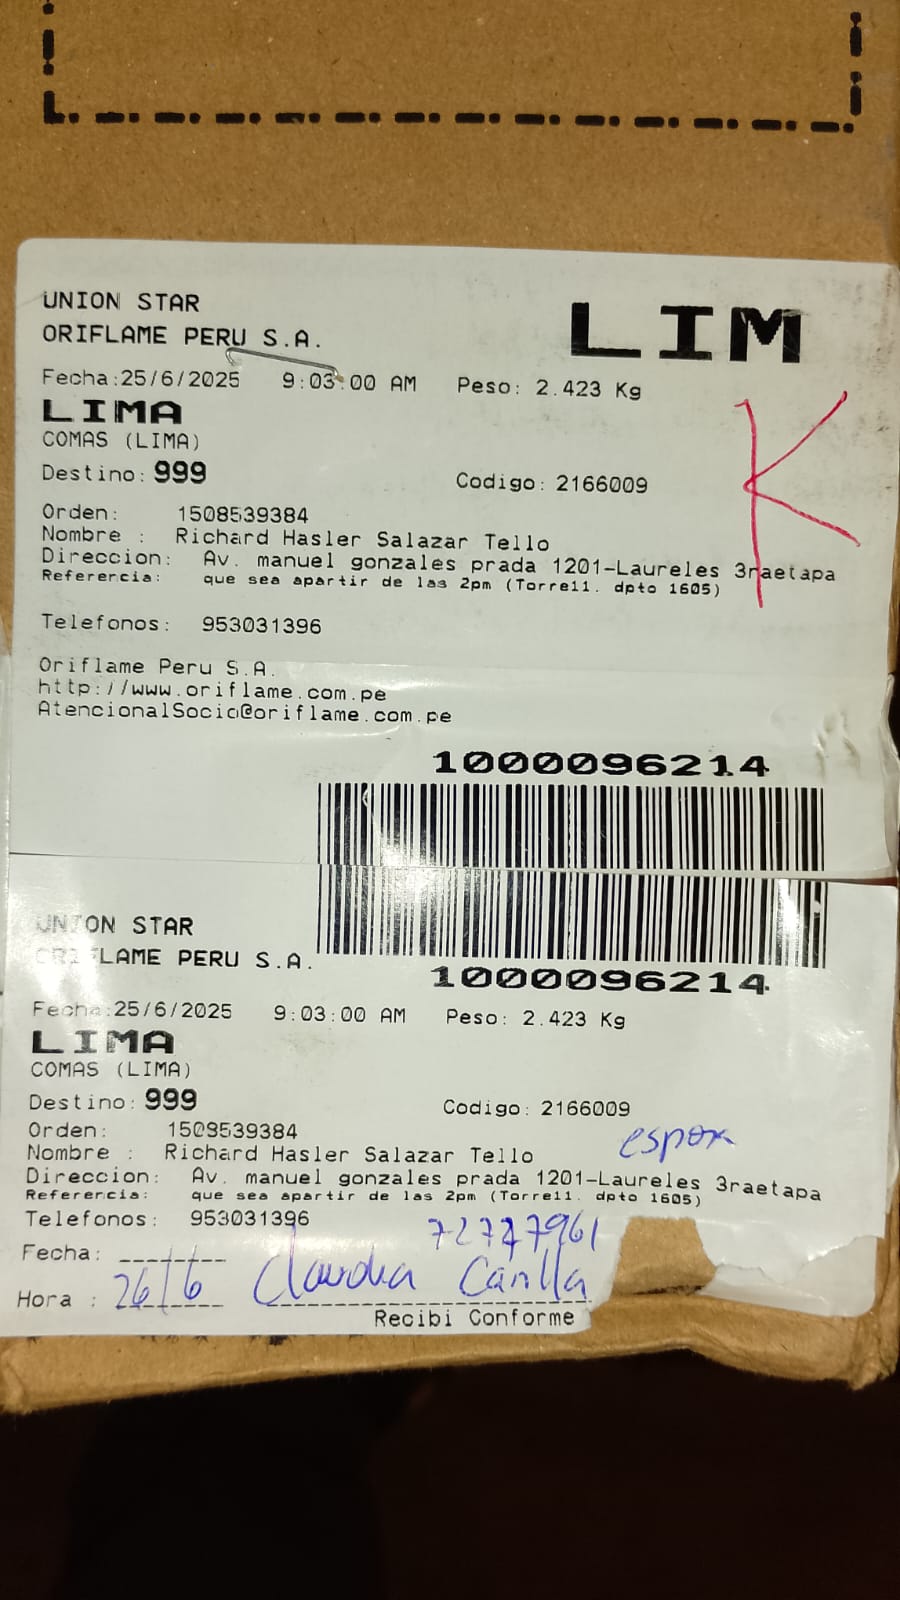 UNION STAR
ORIFLAME PERU S.A.
LIM
Fecha:25/6/2025 9:03:00 AM Peso: 2.423 Kg
LIMA
COMAS (LIMA)
Destino: 999 Codigo: 2166009
K
Orden: 1508539384
Nombre : Richard Hasler Salazar Tello
Direccion: Av. manuel gonzales prada 1201-Laureles 3raetapa
Referencia: que sea apartir de las 2pm (Torre11. dpto 1605)
Telefonos: 953031396
Oriflame Peru S.A.
http://www.oriflame.com.pe
AtencionalSocio@oriflame.com.pe
1000096214
UNION STAR
ORIFLAME PERU S.A.
1000096214
Fecha:25/6/2025 9:03:00 AM Peso: 2.423 Kg
LIMA
COMAS (LIMA)
Destino: 999 Codigo: 2166009
Orden: 1508539384
Nombre : Richard Hasler Salazar Tello
Direccion: Av. manuel gonzales prada 1201-Laureles 3raetapa
Referencia: que sea apartir de las 2pm (Torre11. dpto 1605)
Telefonos: 953031396
Fecha:
Hora : 26/6 Claudia
Recibi Conforme